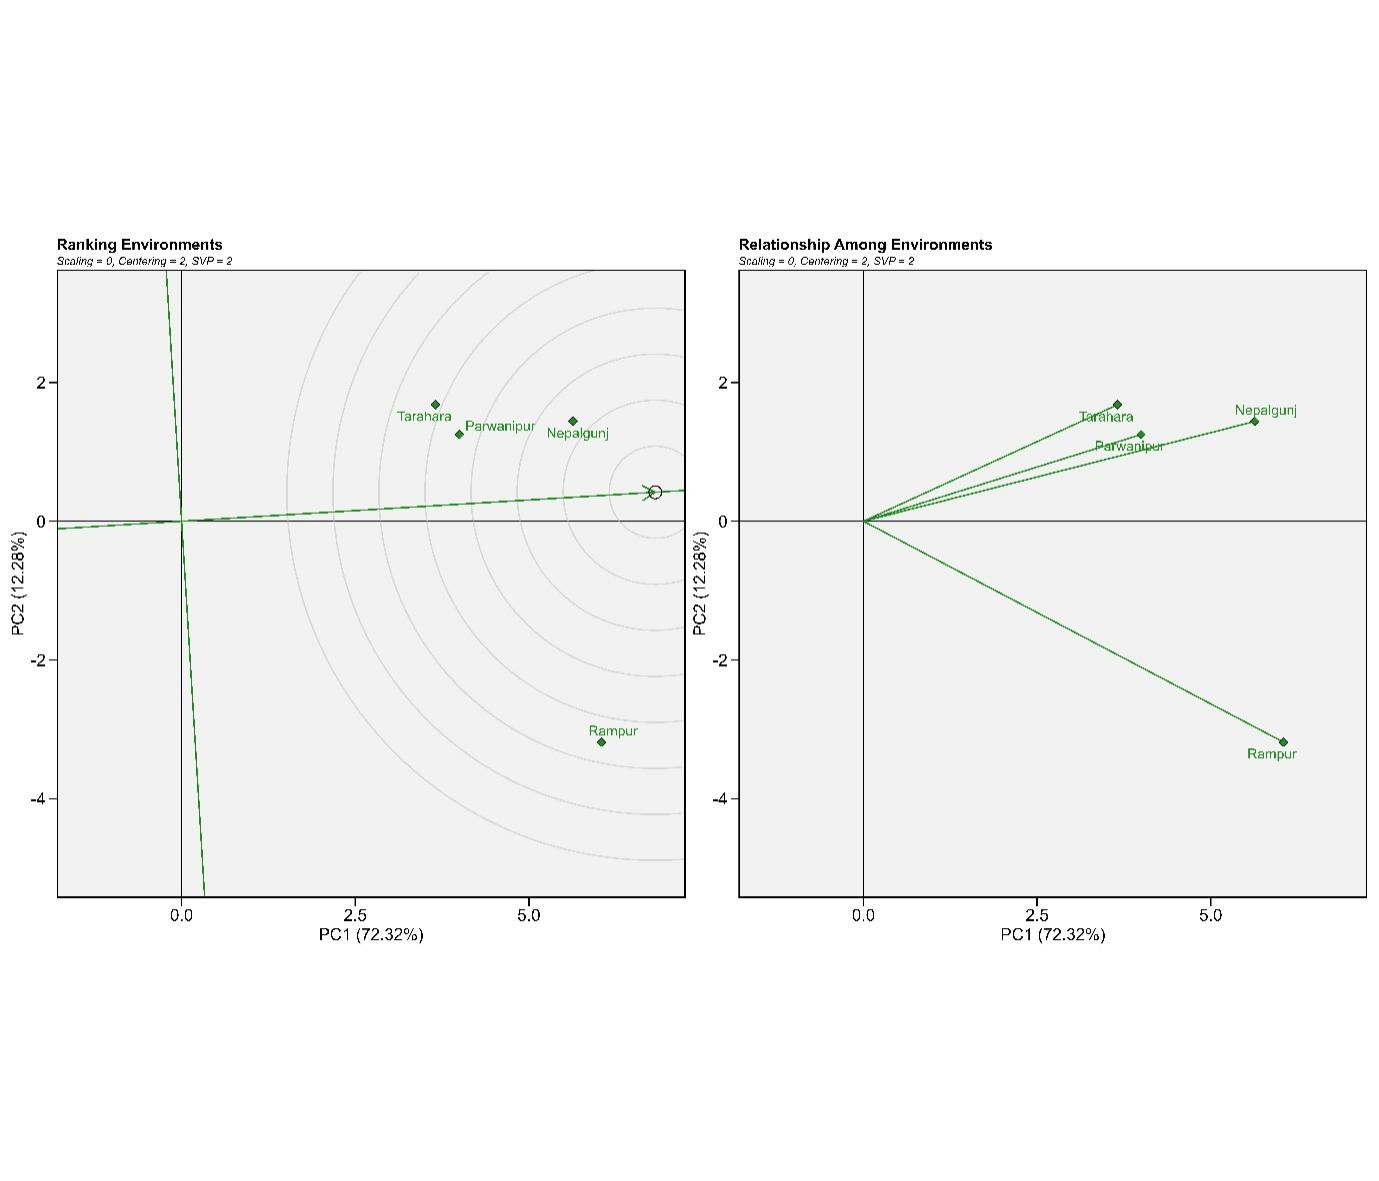 Ranking Environments
Scaling = 0, Centering = 2, SVP = 2
2
0
-2
-4
PC2 (12.28%)
Tarahara
Parwanipur
Nepalgunj
Rampur
0.0
2.5
5.0
PC1 (72.32%)
Relationship Among Environments
Scaling = 0, Centering = 2, SVP = 2
2
0
-2
-4
PC2 (12.28%)
Nepalgunj
Tarahara
Parwanipur
Rampur
0.0
2.5
5.0
PC1 (72.32%)